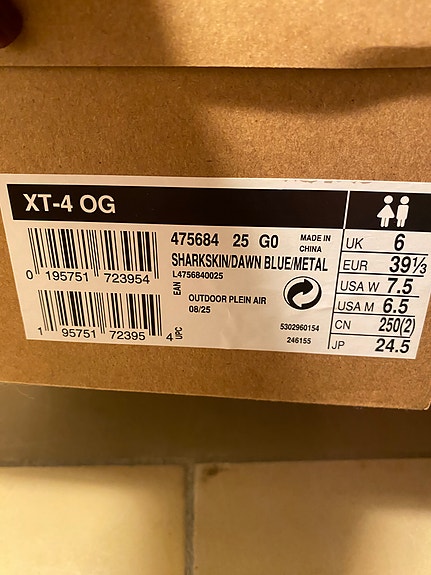 XT-4 OG
475684 25 G0 MADE IN CHINA
SHARKSKIN/DAWN BLUE/METAL
L4756840025
0 195751 723954
EAN
OUTDOOR PLEIN AIR
08/25
5302960154
246155
1 95751 72395 4
UPC
UK 6
EUR 39⅓
USA W 7.5
USA M 6.5
CN 250(2)
JP 24.5